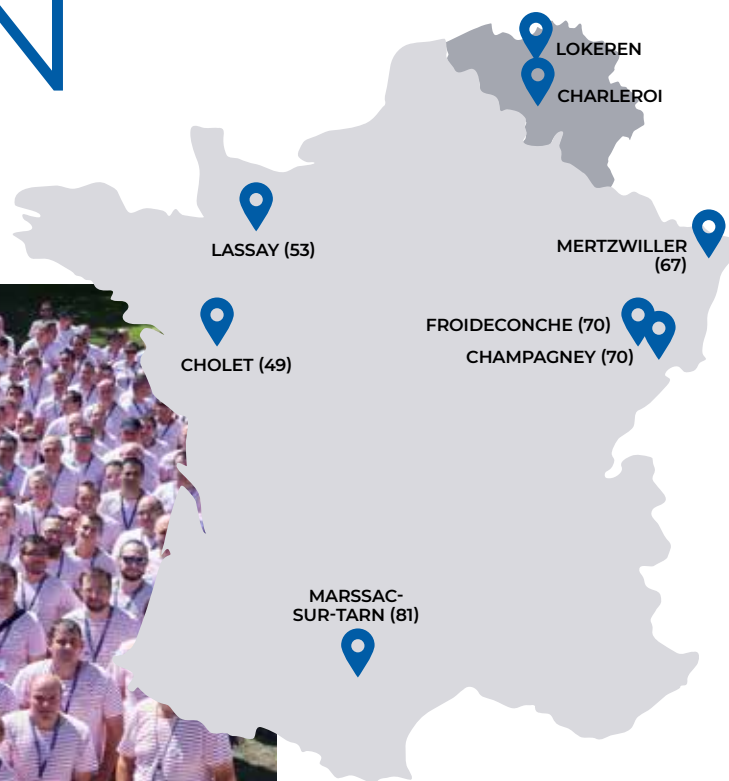 N
LOKEREN
CHARLEROI
LASSAY (53)
MERTZWILLER
(67)
FROIDECONCHE (70)
CHAMPAGNEY (70)
CHOLET (49)
MARSSAC-
SUR-TARN (81)